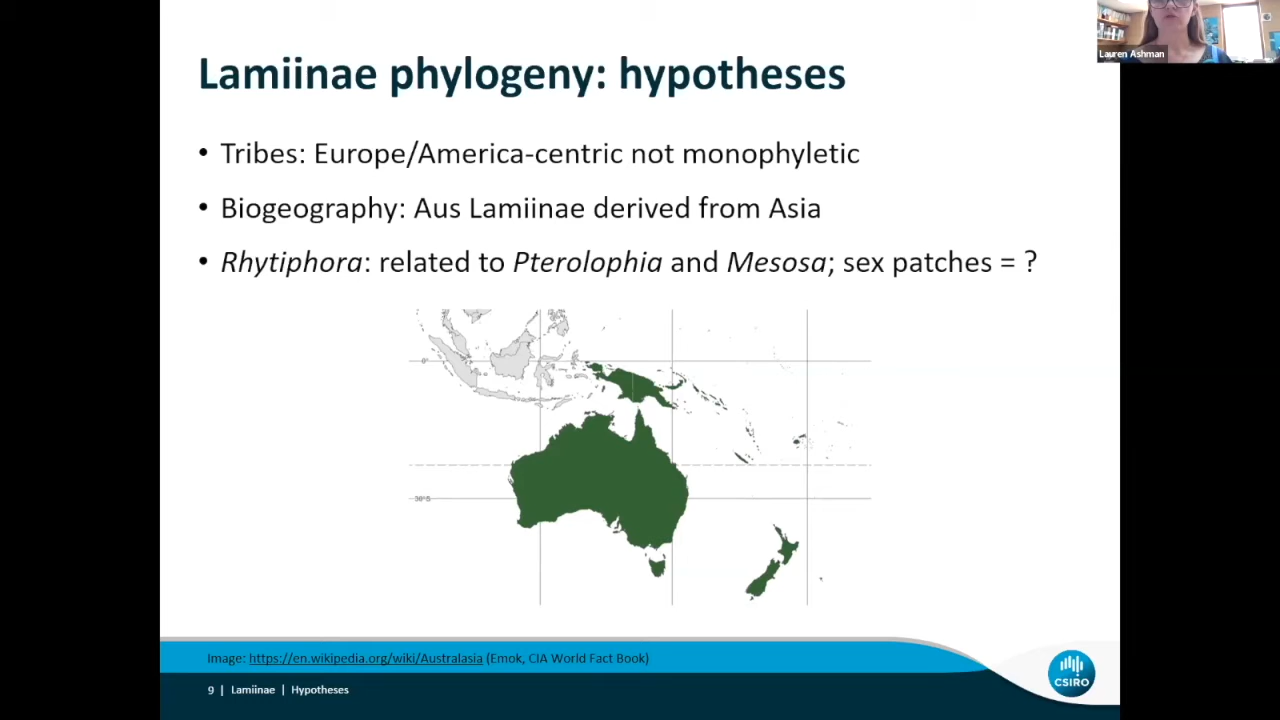 Lauren Ashman
Lamiinae phylogeny: hypotheses
• Tribes: Europe/America-centric not monophyletic
• Biogeography: Aus Lamiinae derived from Asia
• Rhytiphora: related to Pterolophia and Mesosa; sex patches = ?
0°
30°S
Image: https://en.wikipedia.org/wiki/Australasia (Emok, CIA World Fact Book)
CSIRO
9 | Lamiinae | Hypotheses